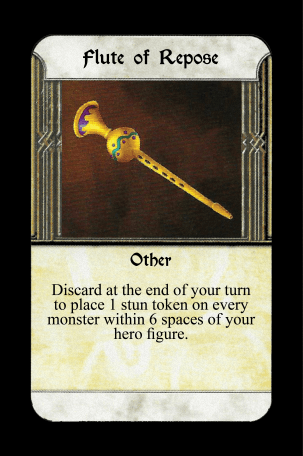 Flute of Repose
Other
Discard at the end of your turn
to place 1 stun token on every
monster within 6 spaces of your
hero figure.